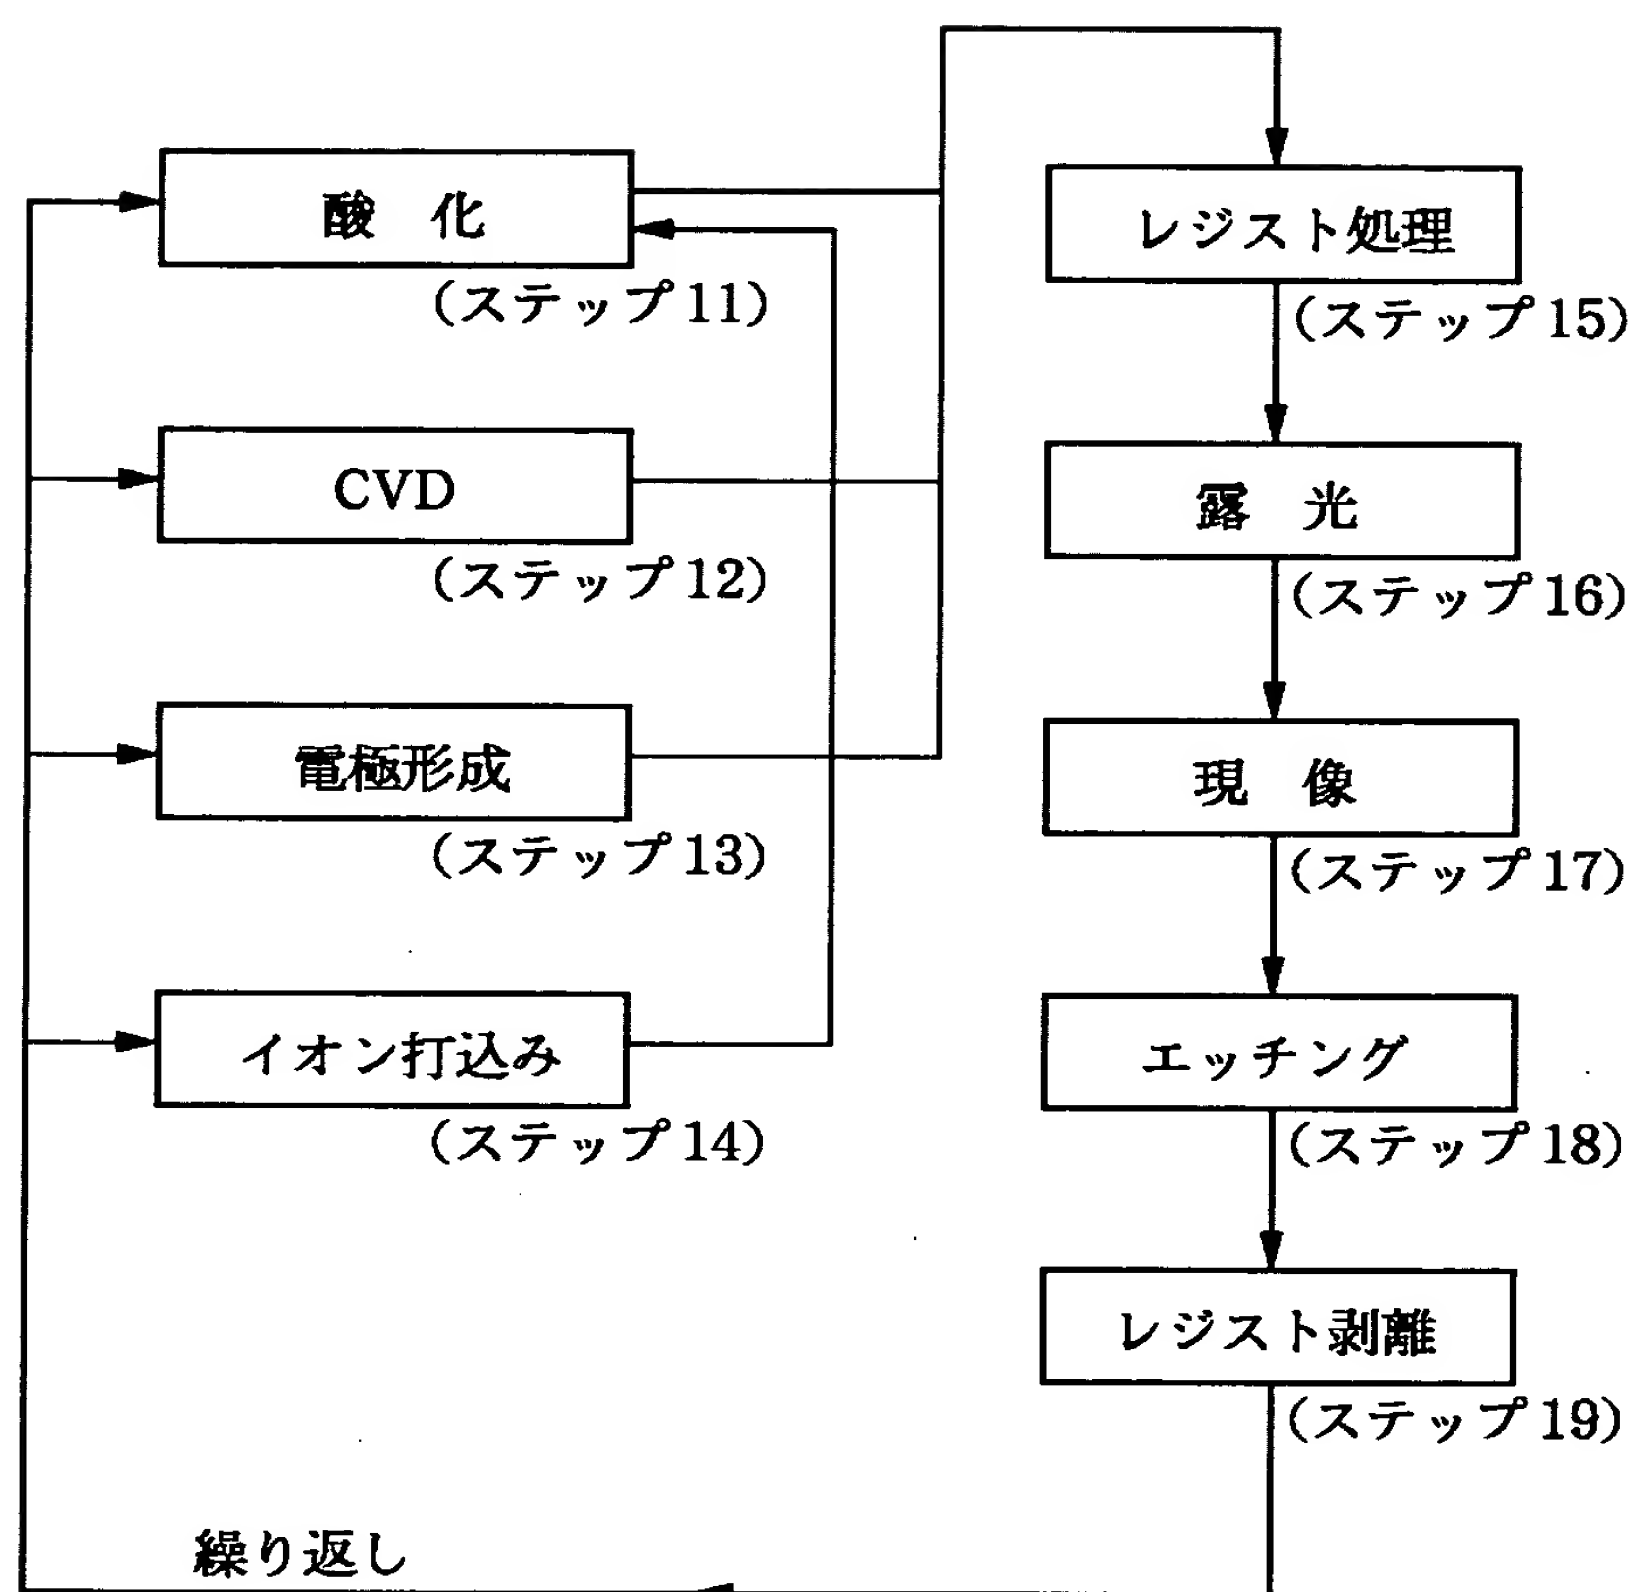 酸 化
(ステップ11)
CVD
(ステップ12)
電極形成
(ステップ13)
イオン打込み
(ステップ14)
レジスト処理
(ステップ15)
露 光
(ステップ16)
現 像
(ステップ17)
エッチング
(ステップ18)
レジスト剥離
(ステップ19)
繰り返し